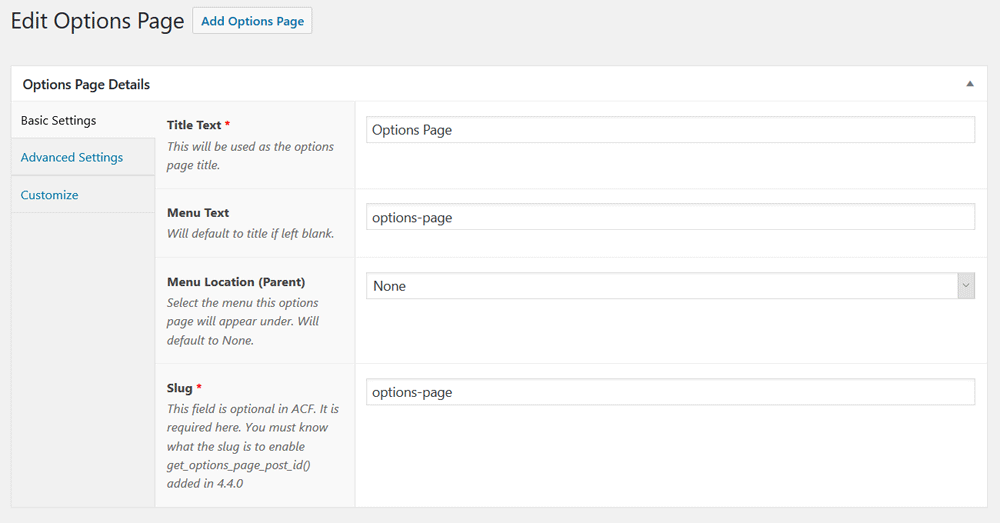 Edit Options Page
Add Options Page
Options Page Details
Basic Settings
Advanced Settings
Customize
Title Text *
This will be used as the options
page title.
Options Page
Menu Text
Will default to title if left blank.
options-page
Menu Location (Parent)
Select the menu this options
page will appear under. Will
default to None.
None
Slug *
This field is optional in ACF. It is
required here. You must know
what the slug is to enable
get_options_page_post_id()
added in 4.4.0
options-page